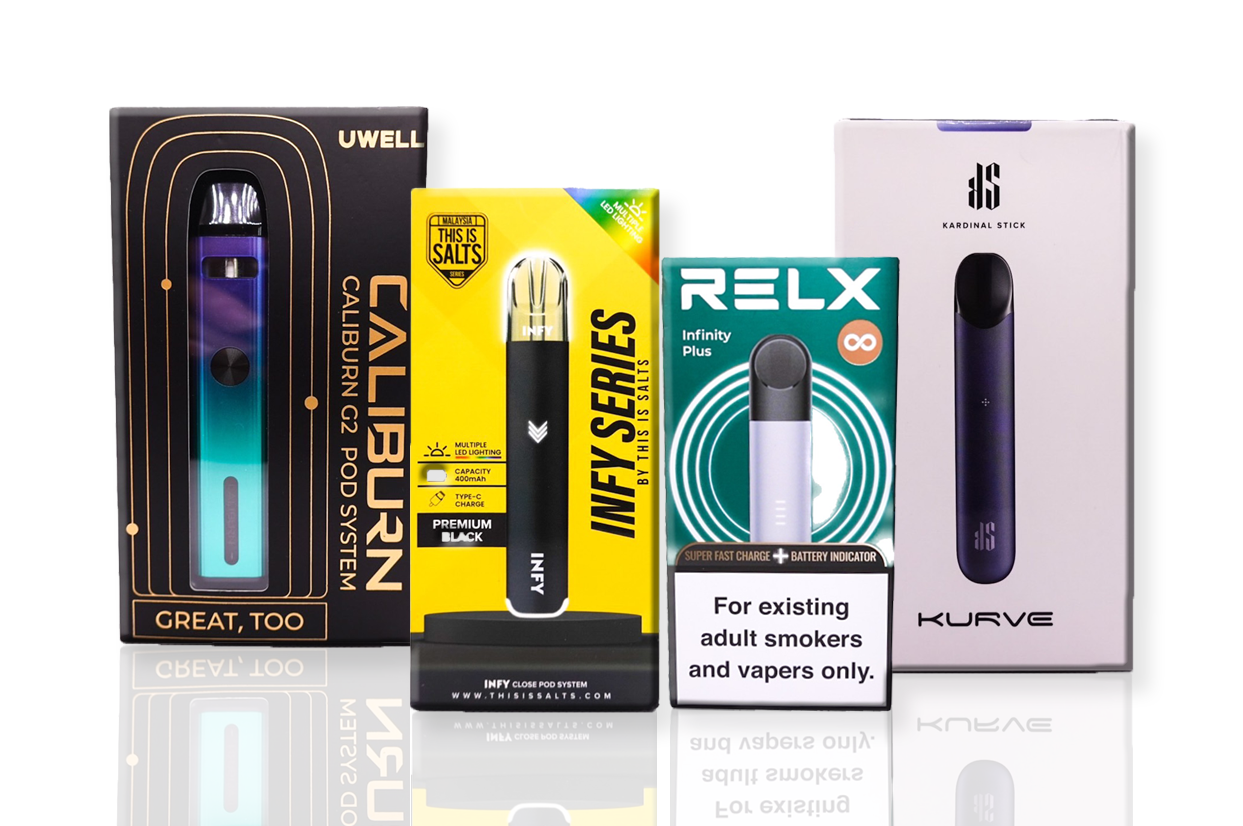 UWELL
CALIBURN
CALIBURN G2 POD SYSTEM
GREAT, TOO
MALAYSIA
THIS IS
SALTS
SERIES
MULTIPLE
LED LIGHTING
INFY
INFY SERIES
BY THIS IS SALTS
MULTIPLE
LED LIGHTING
CAPACITY
400mAh
TYPE-C
CHARGE
PREMIUM
BLACK
INFY
INFY CLOSE POD SYSTEM
WWW.THISISSALTS.COM
RELX
Infinity
Plus
SUPER FAST CHARGE + BATTERY INDICATOR
For existing
adult smokers
and vapers only.
KARDINAL STICK
KURVE